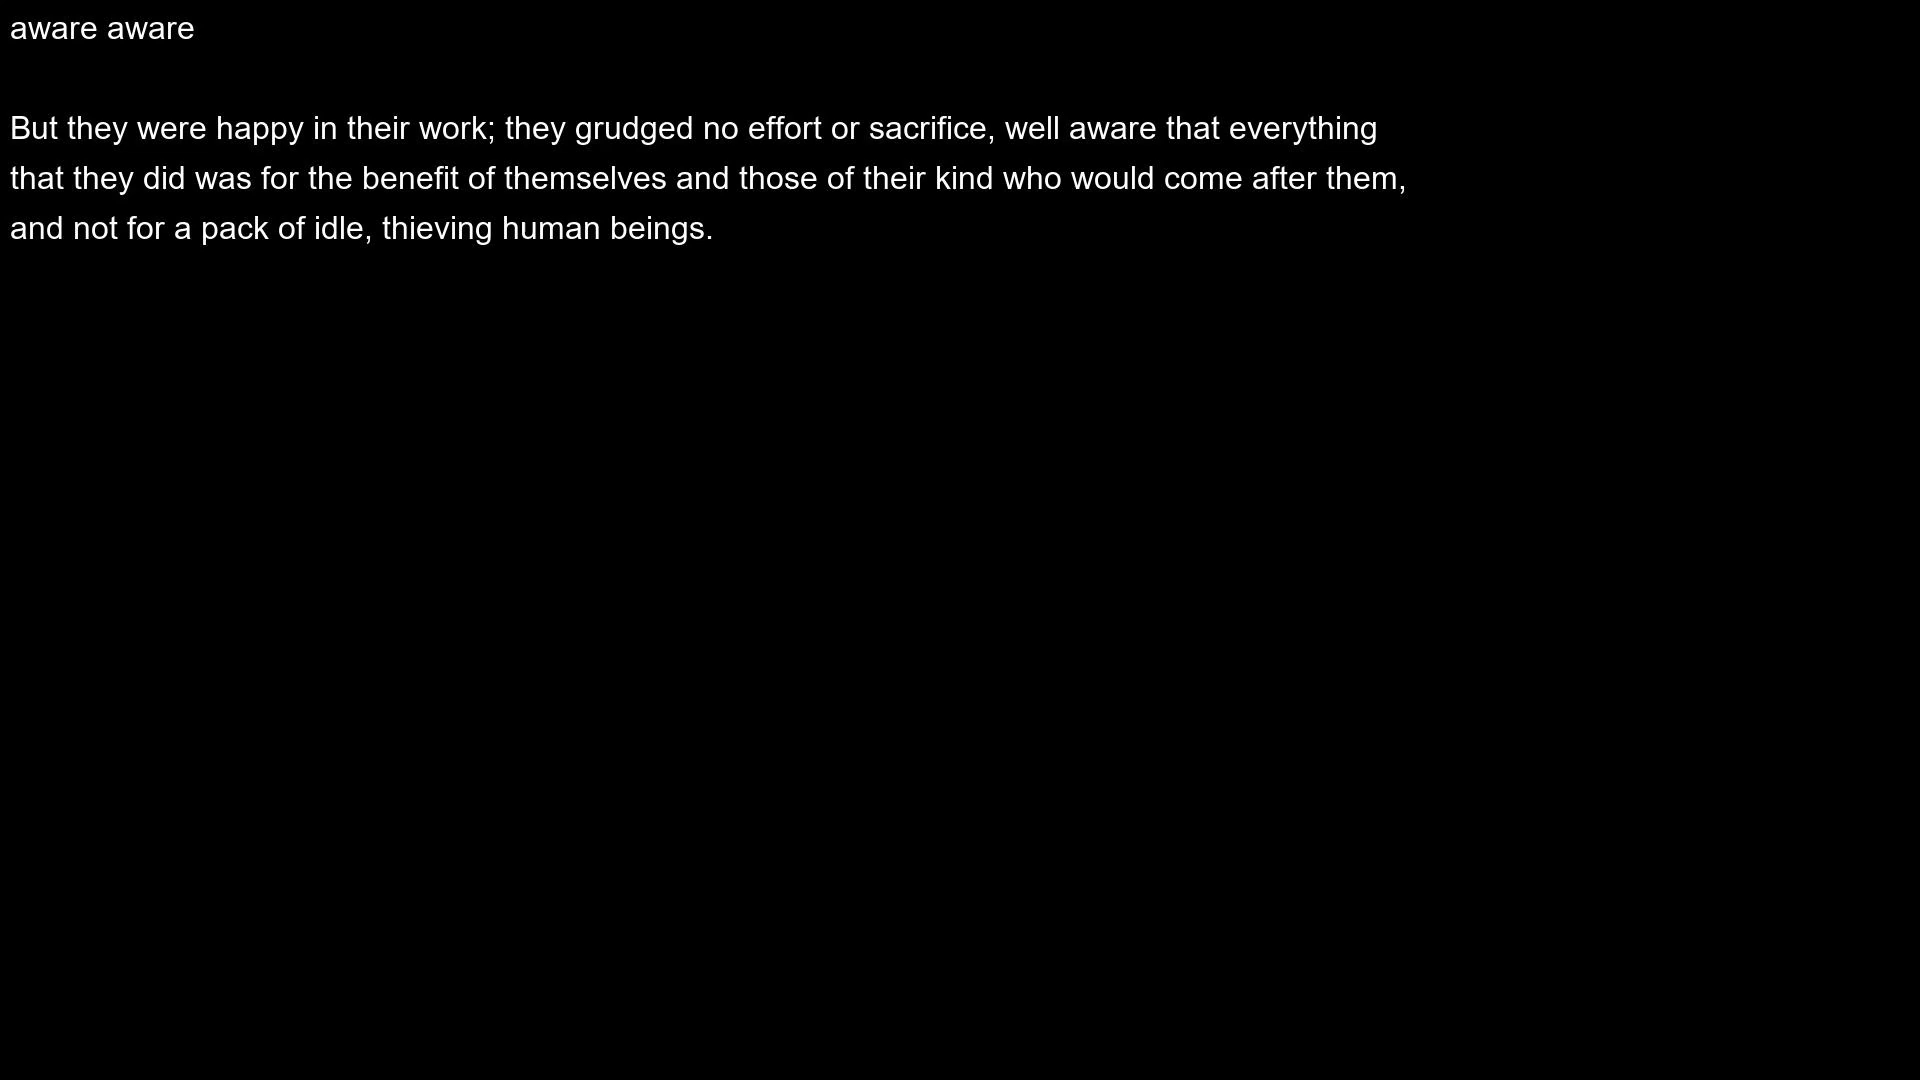 aware aware
But they were happy in their work; they grudged no effort or sacrifice, well aware that everything
that they did was for the benefit of themselves and those of their kind who would come after them,
and not for a pack of idle, thieving human beings.